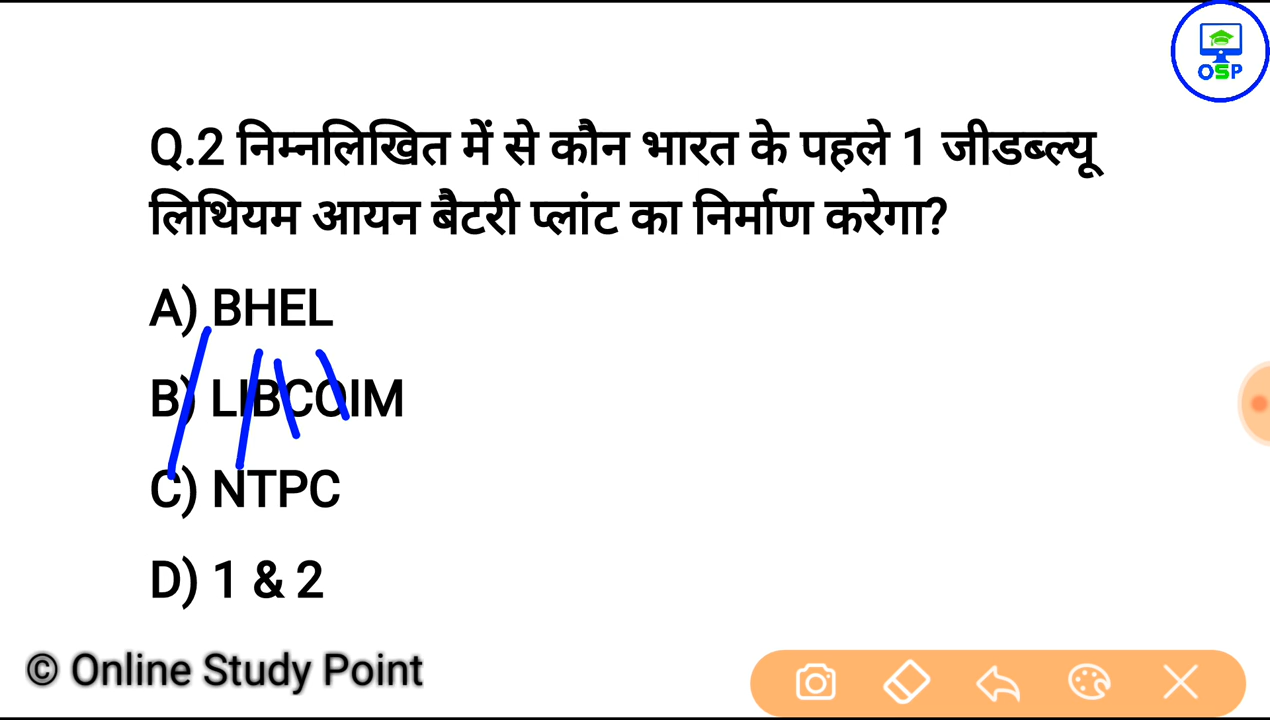 OSP
Q.2 निम्नलिखित में से कौन भारत के पहले 1 जीडब्ल्यू
लिथियम आयन बैटरी प्लांट का निर्माण करेगा?
A) BHEL
B) LIBCOIM
C) NTPC
D) 1 & 2
© Online Study Point